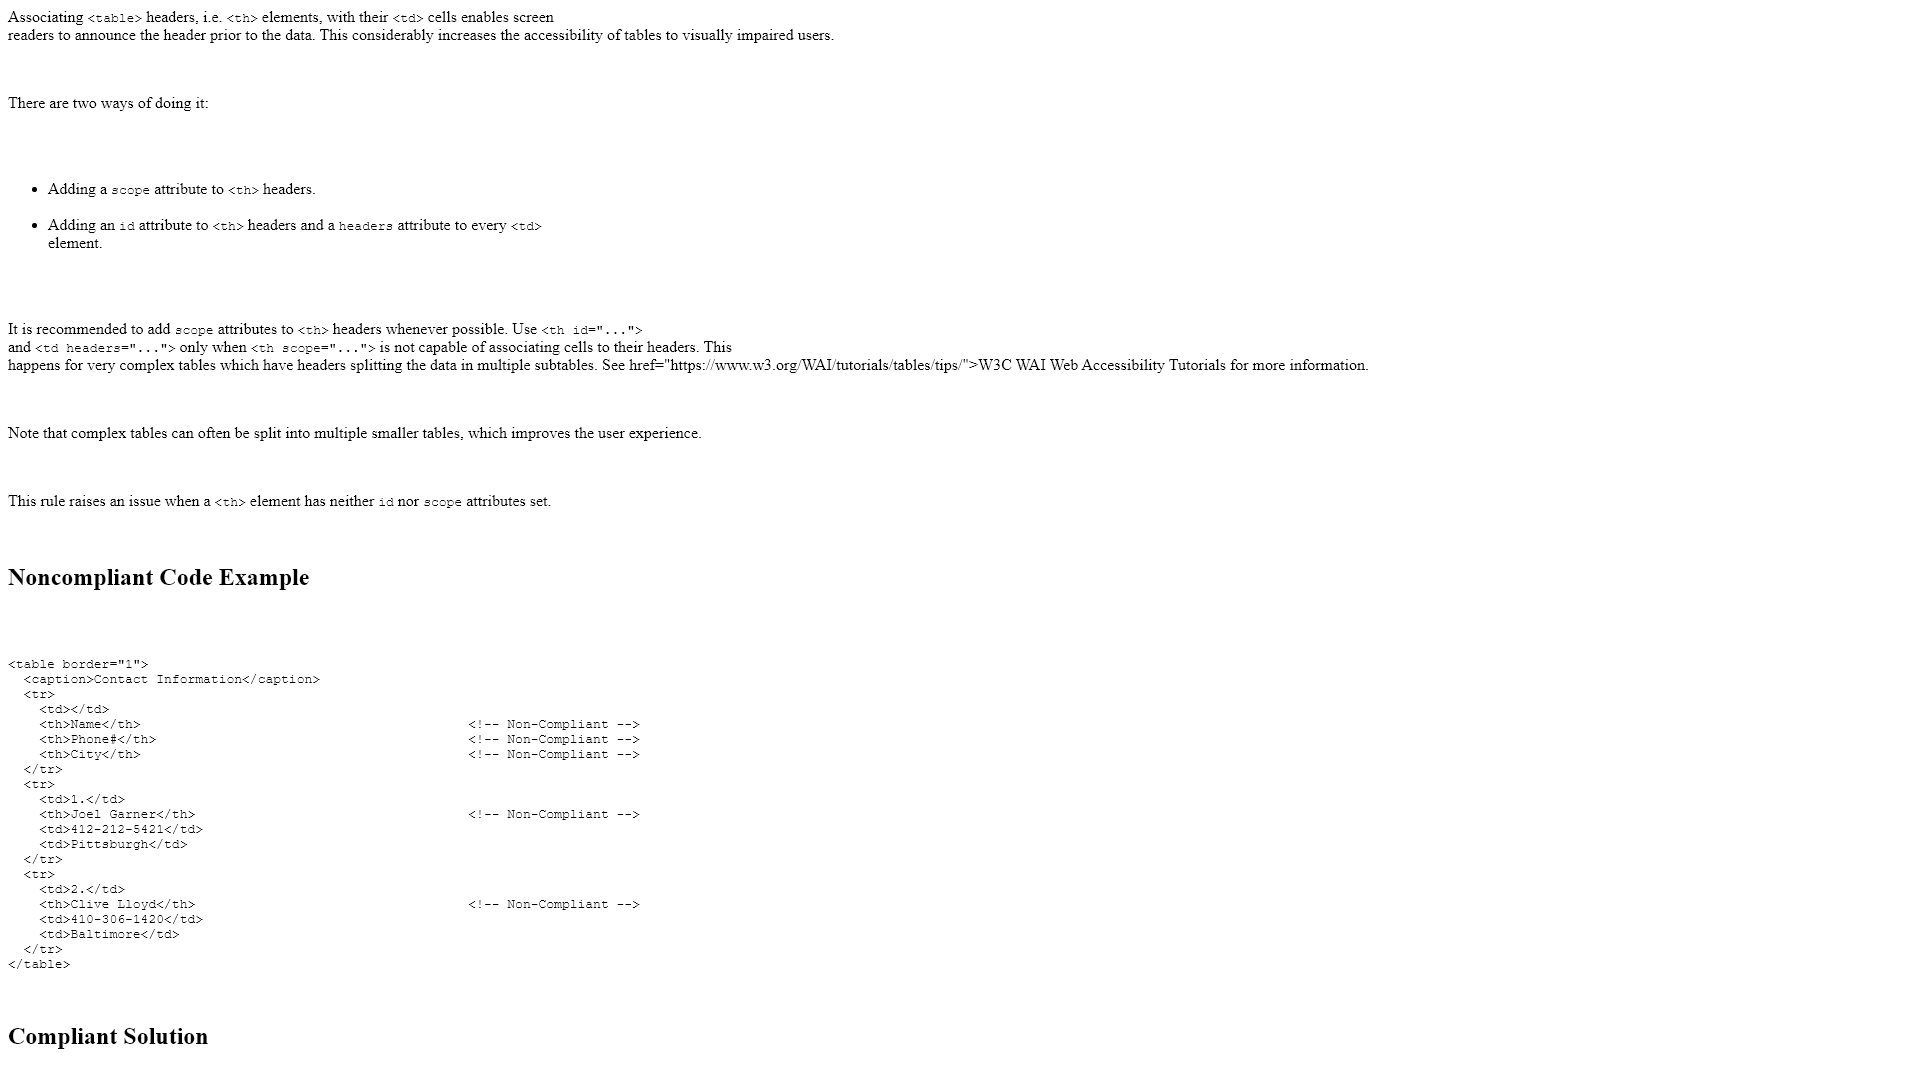 Associating <table> headers, i.e. <th> elements, with their <td> cells enables screen
readers to announce the header prior to the data. This considerably increases the accessibility of tables to visually impaired users.
There are two ways of doing it:
• Adding a scope attribute to <th> headers.
• Adding an id attribute to <th> headers and a headers attribute to every <td>
element.
It is recommended to add scope attributes to <th> headers whenever possible. Use <th id="...">
and <td headers="..."> only when <th scope="..."> is not capable of associating cells to their headers. This
happens for very complex tables which have headers splitting the data in multiple subtables. See href="https://www.w3.org/WAI/tutorials/tables/tips/">W3C WAI Web Accessibility Tutorials for more information.
Note that complex tables can often be split into multiple smaller tables, which improves the user experience.
This rule raises an issue when a <th> element has neither id nor scope attributes set.
Noncompliant Code Example
<table border="1">
  <caption>Contact Information</caption>
  <tr>
    <td></td>
    <th>Name</th>                                          <!-- Non-Compliant -->
    <th>Phone#</th>                                        <!-- Non-Compliant -->
    <th>City</th>                                          <!-- Non-Compliant -->
  </tr>
  <tr>
    <td>1.</td>
    <th>Joel Garner</th>                                   <!-- Non-Compliant -->
    <td>412-212-5421</td>
    <td>Pittsburgh</td>
  </tr>
  <tr>
    <td>2.</td>
    <th>Clive Lloyd</th>                                   <!-- Non-Compliant -->
    <td>410-306-1420</td>
    <td>Baltimore</td>
  </tr>
</table>
Compliant Solution